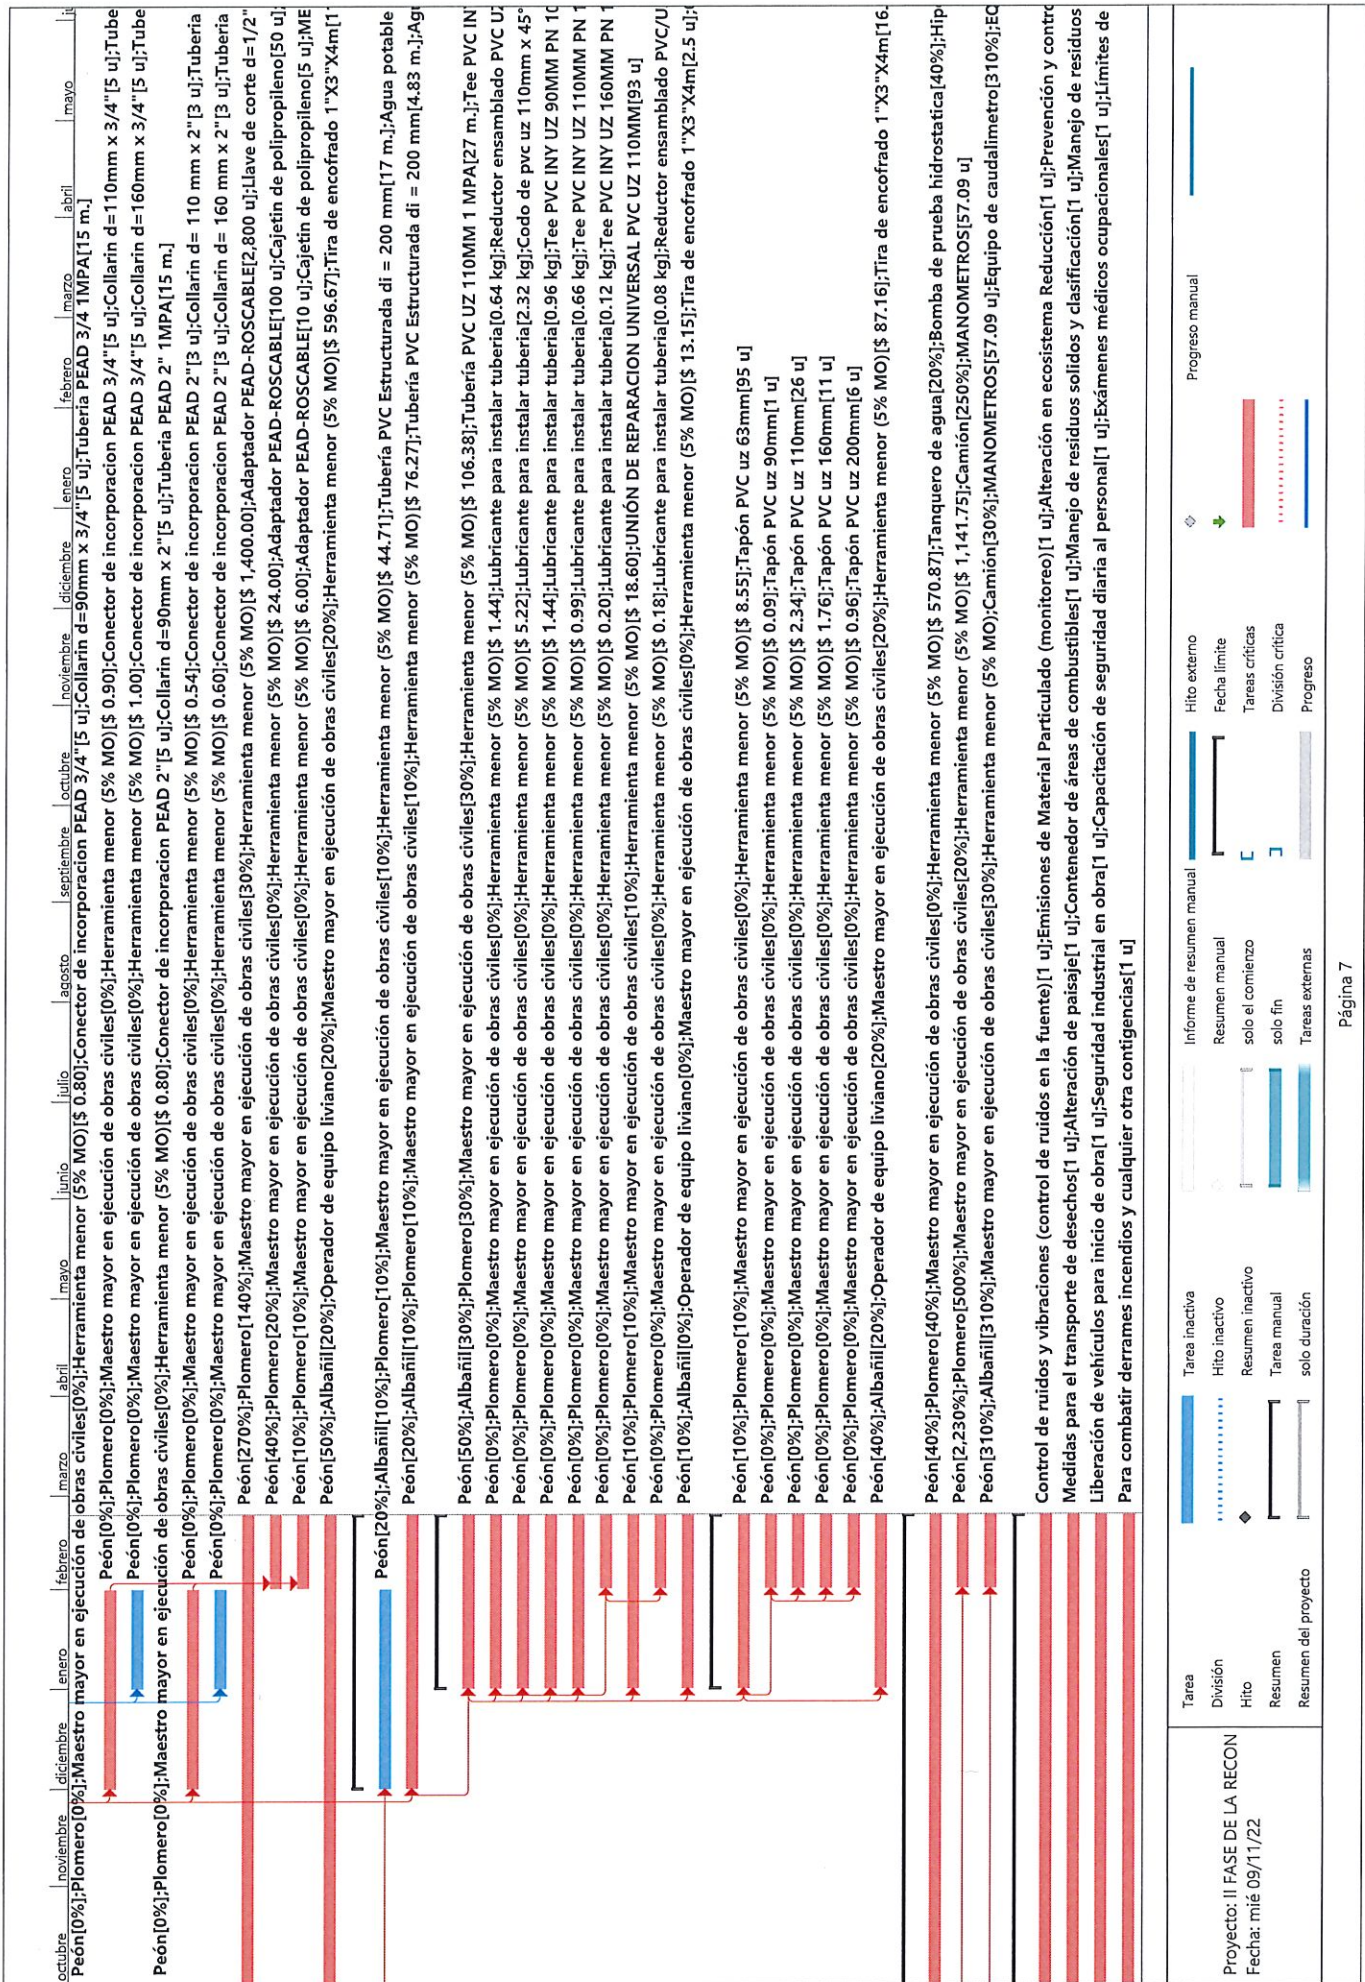 octubre noviembre diciembre enero febrero marzo abril mayo junio julio agosto septiembre octubre noviembre diciembre enero febrero marzo abril mayo
Peón[0%];Plomero[0%];Maestro mayor en ejecución de obras civiles[0%];Herramienta menor (5% MO)[$ 0.80];Conector de incorporacion PEAD 3/4"[5 u];Collarin d=90mm x 3/4"[5 u];Tuberia PEAD 3/4 1MPA[15 m.]
Peón[0%];Plomero[0%];Maestro mayor en ejecución de obras civiles[0%];Herramienta menor (5% MO)[$ 0.90];Conector de incorporacion PEAD 3/4"[5 u];Collarin d=110mm x 3/4"[5 u];Tube
Peón[0%];Plomero[0%];Maestro mayor en ejecución de obras civiles[0%];Herramienta menor (5% MO)[$ 1.00];Conector de incorporacion PEAD 3/4"[5 u];Collarin d=160mm x 3/4"[5 u];Tube
Peón[0%];Plomero[0%];Maestro mayor en ejecución de obras civiles[0%];Herramienta menor (5% MO)[$ 0.80];Conector de incorporacion PEAD 2"[5 u];Collarin d=90mm x 2"[5 u];Tubería PEAD 2" 1MPA[15 m.]
Peón[0%];Plomero[0%];Maestro mayor en ejecución de obras civiles[0%];Herramienta menor (5% MO)[$ 0.54];Conector de incorporacion PEAD 2"[3 u];Collarin d= 110 mm x 2"[3 u];Tuberia
Peón[0%];Plomero[0%];Maestro mayor en ejecución de obras civiles[0%];Herramienta menor (5% MO)[$ 0.60];Conector de incorporacion PEAD 2"[3 u];Collarin d= 160 mm x 2"[3 u];Tuberia
Peón[270%];Plomero[140%];Maestro mayor en ejecución de obras civiles[30%];Herramienta menor (5% MO)[$ 1,400.00];Adaptador PEAD-ROSCABLE[2,800 u];Llave de corte d=1/2"
Peón[40%];Plomero[20%];Maestro mayor en ejecución de obras civiles[0%];Herramienta menor (5% MO)[$ 24.00];Adaptador PEAD-ROSCABLE[100 u];Cajetin de polipropileno[50 u];
Peón[10%];Plomero[10%];Maestro mayor en ejecución de obras civiles[0%];Herramienta menor (5% MO)[$ 6.00];Adaptador PEAD-ROSCABLE[10 u];Cajetin de polipropileno[5 u];ME
Peón[50%];Albañil[20%];Operador de equipo liviano[20%];Maestro mayor en ejecución de obras civiles[20%];Herramienta menor (5% MO)[$ 596.67];Tira de encofrado 1"X3"X4m[1
Peón[20%];Albañil[10%];Plomero[10%];Maestro mayor en ejecución de obras civiles[10%];Herramienta menor (5% MO)[$ 44.71];Tubería PVC Estructurada di = 200 mm[17 m.];Agua potable
Peón[20%];Albañil[10%];Plomero[10%];Maestro mayor en ejecución de obras civiles[10%];Herramienta menor (5% MO)[$ 76.27];Tubería PVC Estructurada di = 200 mm[4.83 m.];Agu
Peón[50%];Albañil[30%];Plomero[30%];Maestro mayor en ejecución de obras civiles[30%];Herramienta menor (5% MO)[$ 106.38];Tubería PVC UZ 110MM 1 MPA[27 m.];Tee PVC IN
Peón[0%];Plomero[0%];Maestro mayor en ejecución de obras civiles[0%];Herramienta menor (5% MO)[$ 1.44];Lubricante para instalar tuberia[0.64 kg];Reductor ensamblado PVC UZ
Peón[0%];Plomero[0%];Maestro mayor en ejecución de obras civiles[0%];Herramienta menor (5% MO)[$ 5.22];Lubricante para instalar tuberia[2.32 kg];Codo de pvc uz 110mm x 45°
Peón[0%];Plomero[0%];Maestro mayor en ejecución de obras civiles[0%];Herramienta menor (5% MO)[$ 1.44];Lubricante para instalar tuberia[0.96 kg];Tee PVC INY UZ 90MM PN 10
Peón[0%];Plomero[0%];Maestro mayor en ejecución de obras civiles[0%];Herramienta menor (5% MO)[$ 0.99];Lubricante para instalar tuberia[0.66 kg];Tee PVC INY UZ 110MM PN 1
Peón[0%];Plomero[0%];Maestro mayor en ejecución de obras civiles[0%];Herramienta menor (5% MO)[$ 0.20];Lubricante para instalar tuberia[0.12 kg];Tee PVC INY UZ 160MM PN 1
Peón[10%];Plomero[10%];Maestro mayor en ejecución de obras civiles[10%];Herramienta menor (5% MO)[$ 18.60];UNIÓN DE REPARACION UNIVERSAL PVC UZ 110MM[93 u]
Peón[0%];Plomero[0%];Maestro mayor en ejecución de obras civiles[0%];Herramienta menor (5% MO)[$ 0.18];Lubricante para instalar tuberia[0.08 kg];Reductor ensamblado PVC/U
Peón[10%];Albañil[0%];Operador de equipo liviano[0%];Maestro mayor en ejecución de obras civiles[0%];Herramienta menor (5% MO)[$ 13.15];Tira de encofrado 1"X3"X4m[2.5 u];
Peón[10%];Plomero[10%];Maestro mayor en ejecución de obras civiles[0%];Herramienta menor (5% MO)[$ 8.55];Tapón PVC uz 63mm[95 u]
Peón[0%];Plomero[0%];Maestro mayor en ejecución de obras civiles[0%];Herramienta menor (5% MO)[$ 0.09];Tapón PVC uz 90mm[1 u]
Peón[0%];Plomero[0%];Maestro mayor en ejecución de obras civiles[0%];Herramienta menor (5% MO)[$ 2.34];Tapón PVC uz 110mm[26 u]
Peón[0%];Plomero[0%];Maestro mayor en ejecución de obras civiles[0%];Herramienta menor (5% MO)[$ 1.76];Tapón PVC uz 160mm[11 u]
Peón[0%];Plomero[0%];Maestro mayor en ejecución de obras civiles[0%];Herramienta menor (5% MO)[$ 0.96];Tapón PVC uz 200mm[6 u]
Peón[40%];Albañil[20%];Operador de equipo liviano[20%];Maestro mayor en ejecución de obras civiles[20%];Herramienta menor (5% MO)[$ 87.16];Tira de encofrado 1"X3"X4m[16.
Peón[40%];Plomero[40%];Maestro mayor en ejecución de obras civiles[0%];Herramienta menor (5% MO)[$ 570.87];Tanquero de agua[20%];Bomba de prueba hidrostatica[40%];Hipo
Peón[2,230%];Plomero[500%];Maestro mayor en ejecución de obras civiles[20%];Herramienta menor (5% MO)[$ 1,141.75];Camión[250%];MANOMETROS[57.09 u]
Peón[310%];Albañil[310%];Maestro mayor en ejecución de obras civiles[30%];Herramienta menor (5% MO);Camión[30%];MANOMETROS[57.09 u];Equipo de caudalimetro[310%];EQ
Control de ruidos y vibraciones (control de ruidos en la fuente)[1 u];Emisiones de Material Particulado (monitoreo)[1 u];Alteración en ecosistema Reducción[1 u];Prevención y contro
Medidas para el transporte de desechos[1 u];Alteración de paisaje[1 u];Contenedor de áreas de combustibles[1 u];Manejo de residuos solidos y clasificación[1 u];Manejo de residuos
Liberación de vehículos para inicio de obra[1 u];Seguridad industrial en obra[1 u];Capacitación de seguridad diaria al personal[1 u];Exámenes médicos ocupacionales[1 u];Límites de
Para combatir derrames incendios y cualquier otra contigencias[1 u]
Proyecto: II FASE DE LA RECON
Fecha: mié 09/11/22
Tarea
División
Hito
Resumen
Resumen del proyecto
Tarea inactiva
Hito inactivo
Resumen inactivo
Tarea manual
solo duración
Informe de resumen manual
Resumen manual
solo el comienzo
solo fin
Tareas externas
Hito externo
Fecha límite
Tareas críticas
División crítica
Progreso
Progreso manual
Página 7